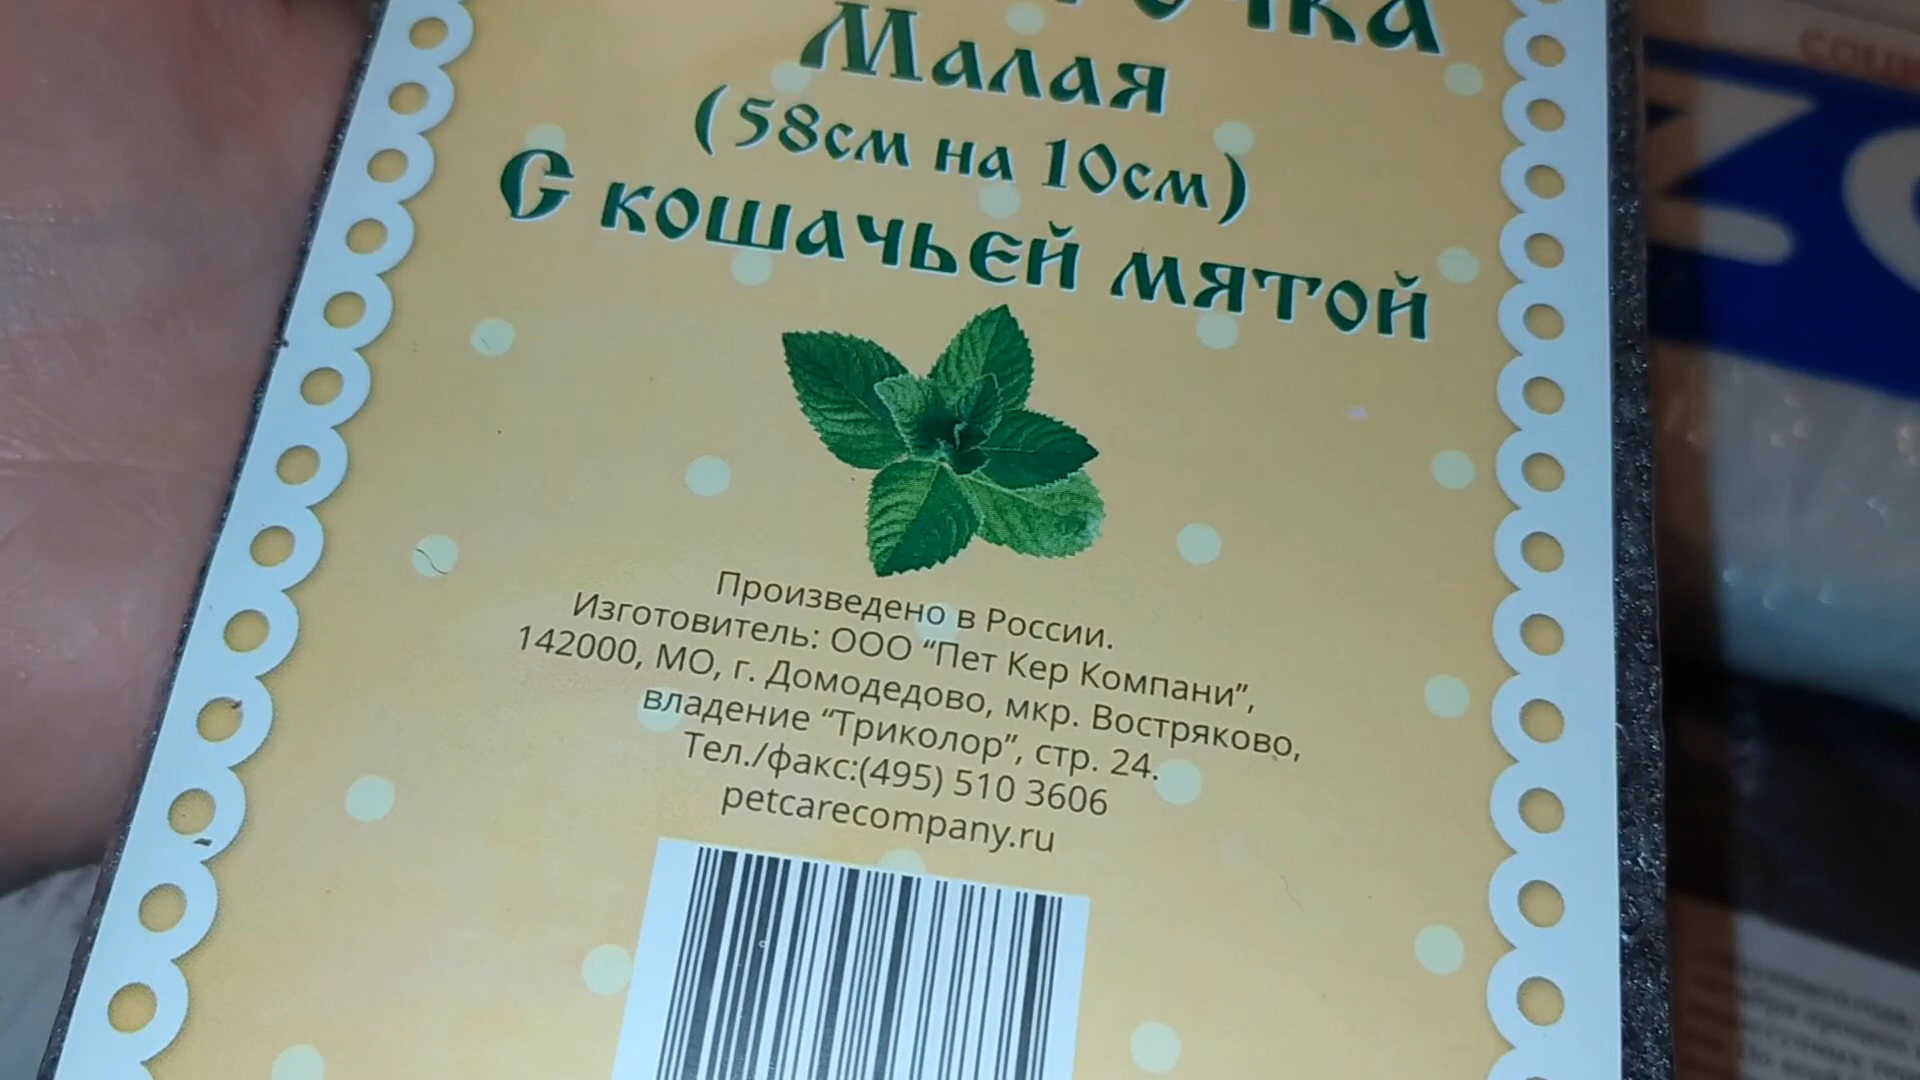 Малая
(58см на 10см)
С кошачьей мятой
Произведено в России.
Изготовитель: ООО “Пет Кер Компани”,
142000, МО, г. Домодедово, мкр. Востряково,
владение “Триколор”, стр. 24.
Тел./факс:(495) 510 3606
petcarecompany.ru